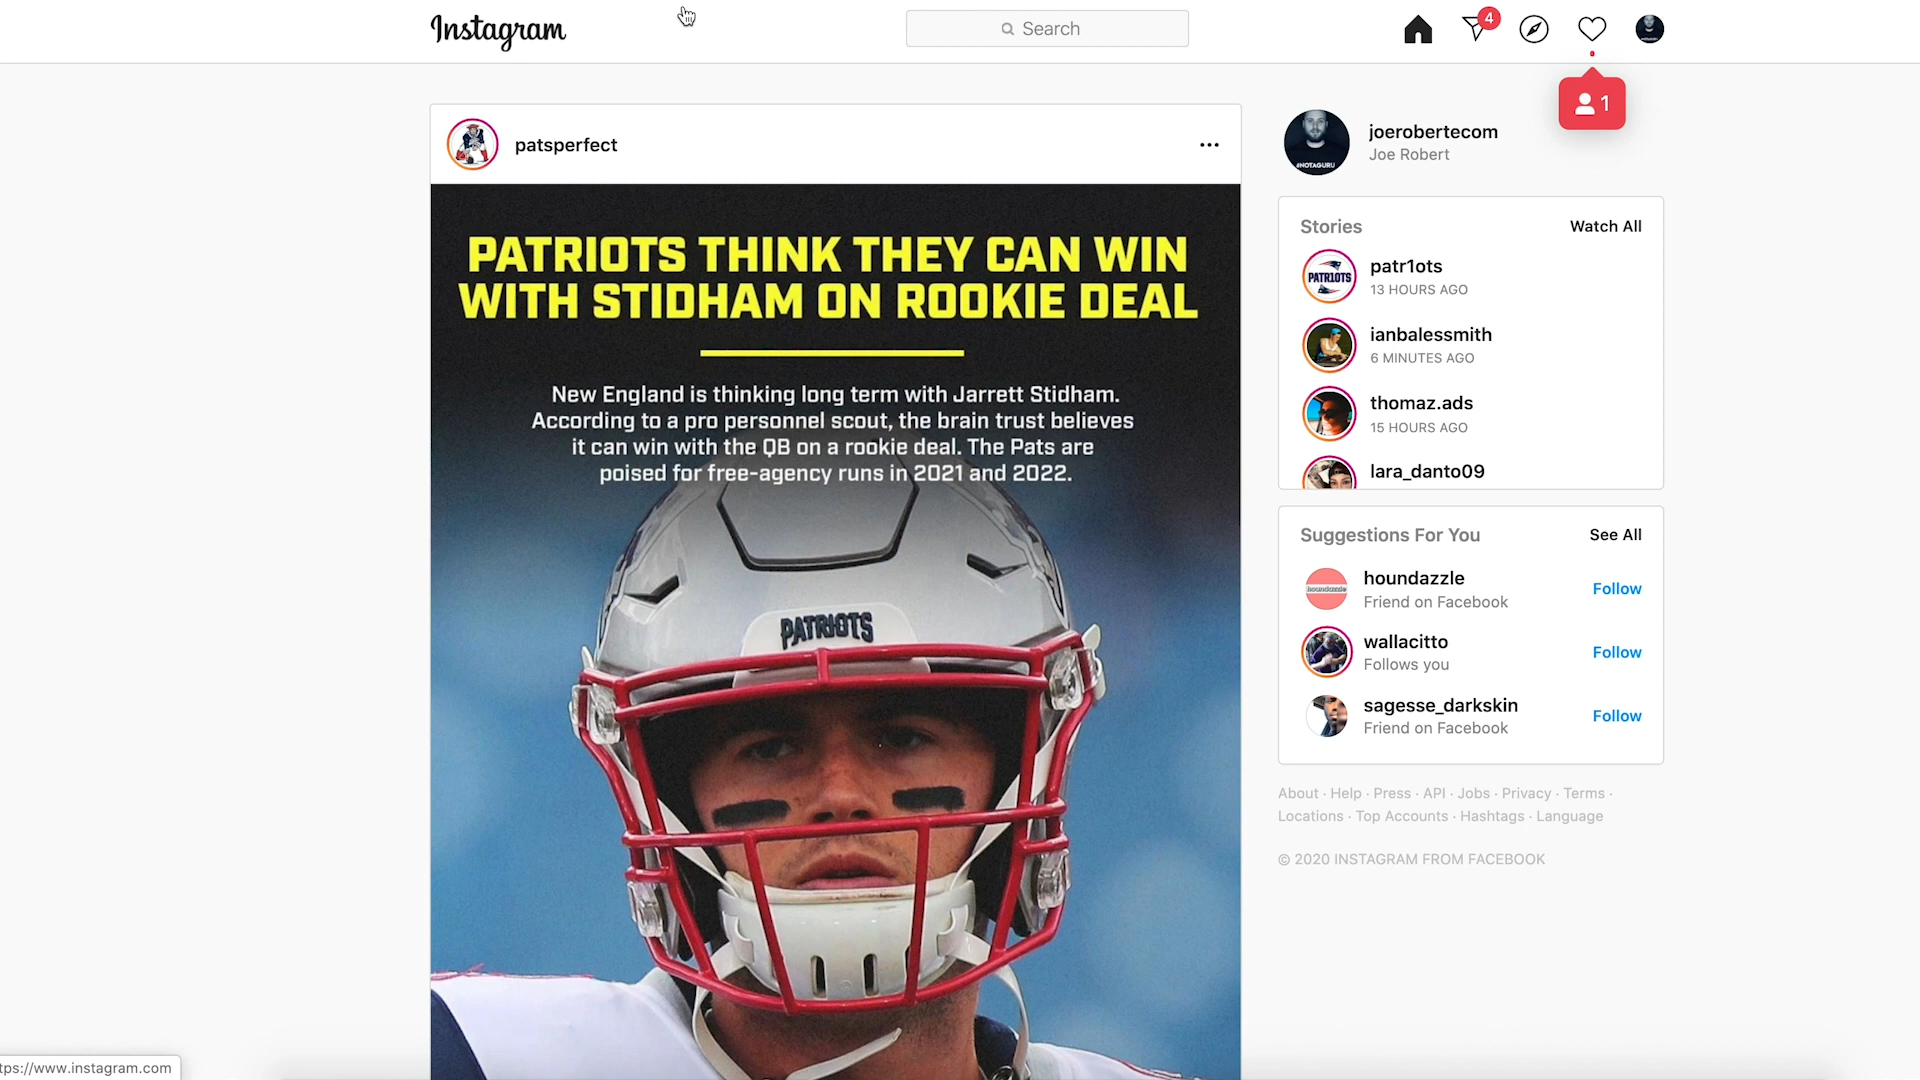 Instagram
Search
4
1
patsperfect
PATRIOTS THINK THEY CAN WIN
WITH STIDHAM ON ROOKIE DEAL
New England is thinking long term with Jarrett Stidham.
According to a pro personnel scout, the brain trust believes
it can win with the QB on a rookie deal. The Pats are
poised for free-agency runs in 2021 and 2022.
PATRIOTS
#NOTAGURU
joerobertecom
Joe Robert
Stories
Watch All
PATR1OTS
patr1ots
13 HOURS AGO
ianbalessmith
6 MINUTES AGO
thomaz.ads
15 HOURS AGO
lara_danto09
Suggestions For You
See All
houndazzle
houndazzle
Friend on Facebook
Follow
wallacitto
Follows you
Follow
sagesse_darkskin
Friend on Facebook
Follow
About · Help · Press · API · Jobs · Privacy · Terms ·
Locations · Top Accounts · Hashtags · Language
© 2020 INSTAGRAM FROM FACEBOOK
tps://www.instagram.com